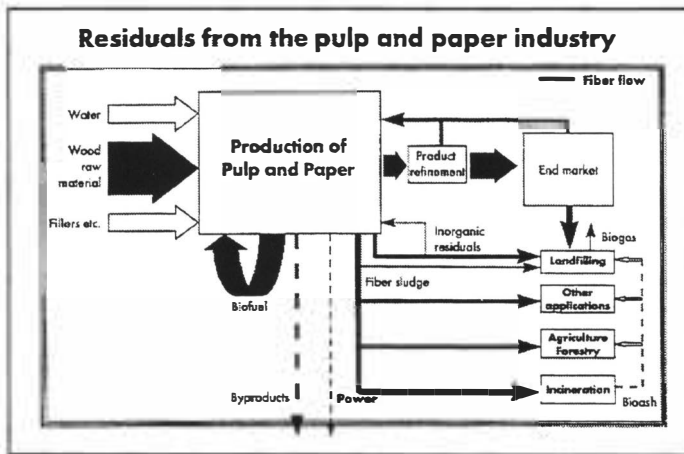 Residuals from the pulp and paper industry
Fiber flow
Water
Wood
raw
material
Fillers etc.
Production of
Pulp and Paper
Product
refinement
End market
Inorganic
residuals
Biogas
Landfilling
Fiber sludge
Other
applications
Biofuel
Agriculture
Forestry
Byproducts
Power
Incineration
Bioash